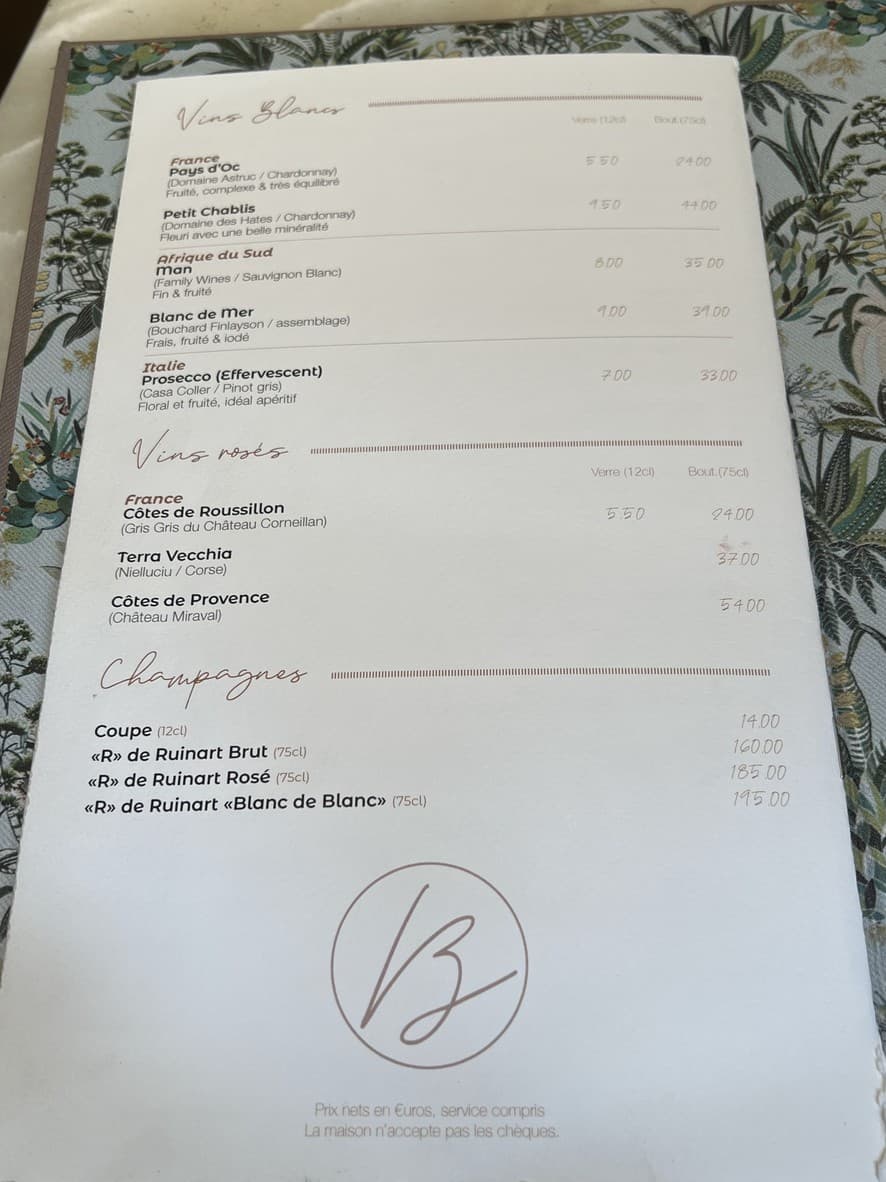 Vins Blancs
Verre (12cl) Bout.(75cl)
France
Pays d'Oc 5.50 24.00
(Domaine Astruc / Chardonnay)
Fruité, complexe & très équilibré
Petit Chablis 9.50 44.00
(Domaine des Hates / Chardonnay)
Fleuri avec une belle minéralité
Afrique du Sud
Man 8.00 35.00
(Family Wines / Sauvignon Blanc)
Fin & fruité
Blanc de Mer 9.00 39.00
(Bouchard Finlayson / assemblage)
Frais, fruité & iodé
Italie
Prosecco (Effervescent) 7.00 33.00
(Casa Coller / Pinot gris)
Floral et fruité, idéal apéritif
Vins rosés
Verre (12cl) Bout.(75cl)
France
Côtes de Roussillon 5.50 24.00
(Gris Gris du Château Corneillan)
Terra Vecchia 37.00
(Nielluciu / Corse)
Côtes de Provence 54.00
(Château Miraval)
Champagnes
Coupe (12cl) 14.00
«R» de Ruinart Brut (75cl) 160.00
«R» de Ruinart Rosé (75cl) 185.00
«R» de Ruinart «Blanc de Blanc» (75cl) 195.00
B
Prix nets en €uros, service compris
La maison n'accepte pas les chèques.